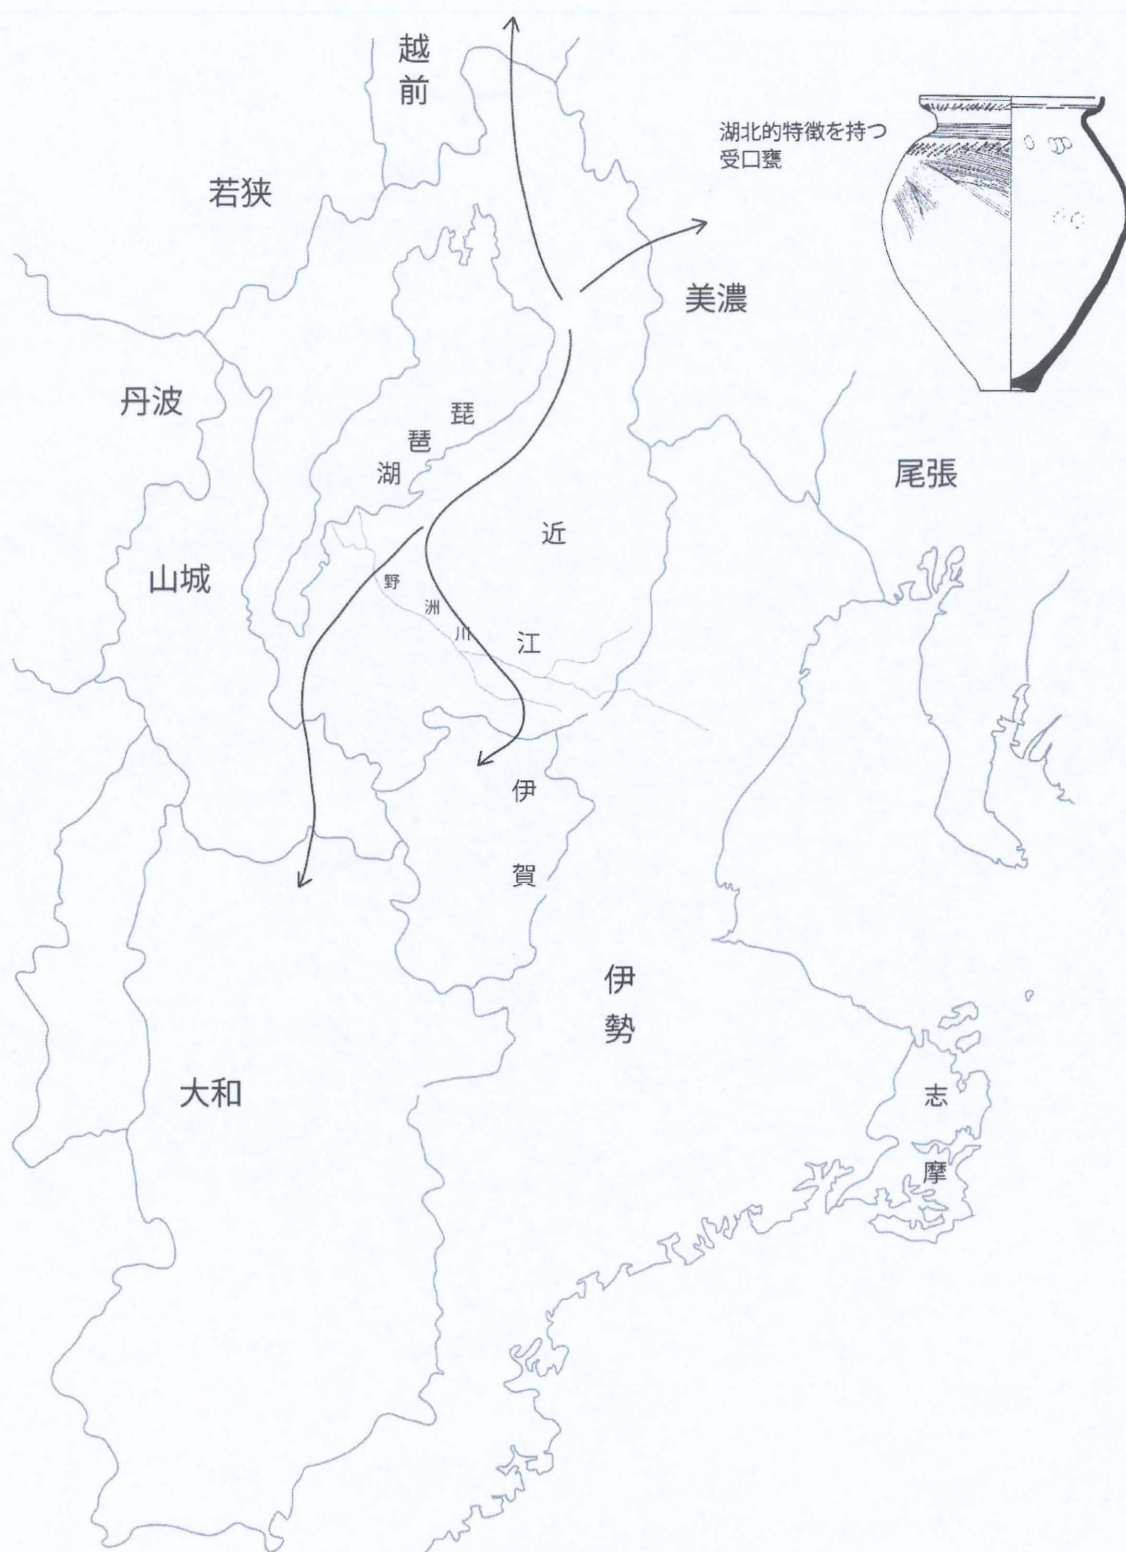 越前
湖北的特徴を持つ
受口甕
若狭
美濃
丹波
琵琶湖
尾張
近江
山城
野洲川
伊賀
伊勢
大和
志摩